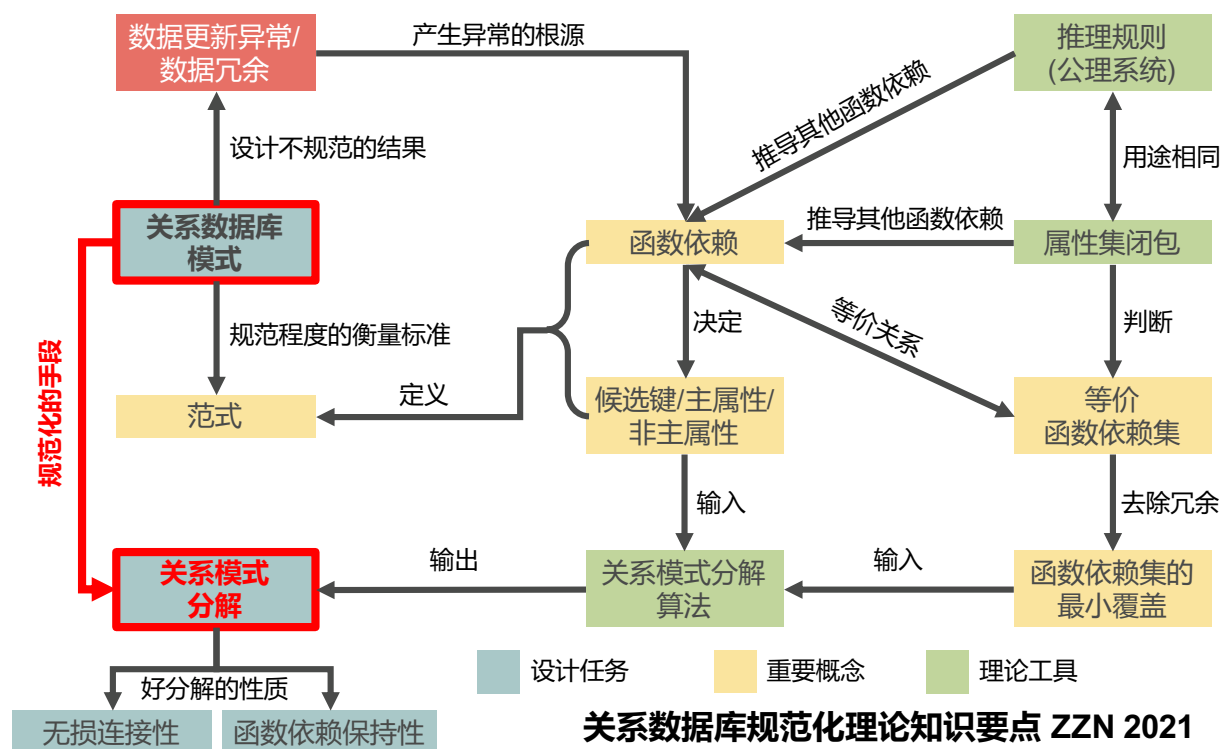 数据更新异常/
数据冗余
产生异常的根源
推理规则
(公理系统)
推导其他函数依赖
设计不规范的结果
用途相同
关系数据库
模式
函数依赖
推导其他函数依赖
属性集闭包
规范程度的衡量标准
决定
等价关系
判断
规范化的手段
范式
定义
候选键/主属性/
非主属性
等价
函数依赖集
输入
去除冗余
关系模式
分解
输出
关系模式分解
算法
输入
函数依赖集的
最小覆盖
好分解的性质
设计任务
重要概念
理论工具
无损连接性
函数依赖保持性
关系数据库规范化理论知识要点 ZZN 2021